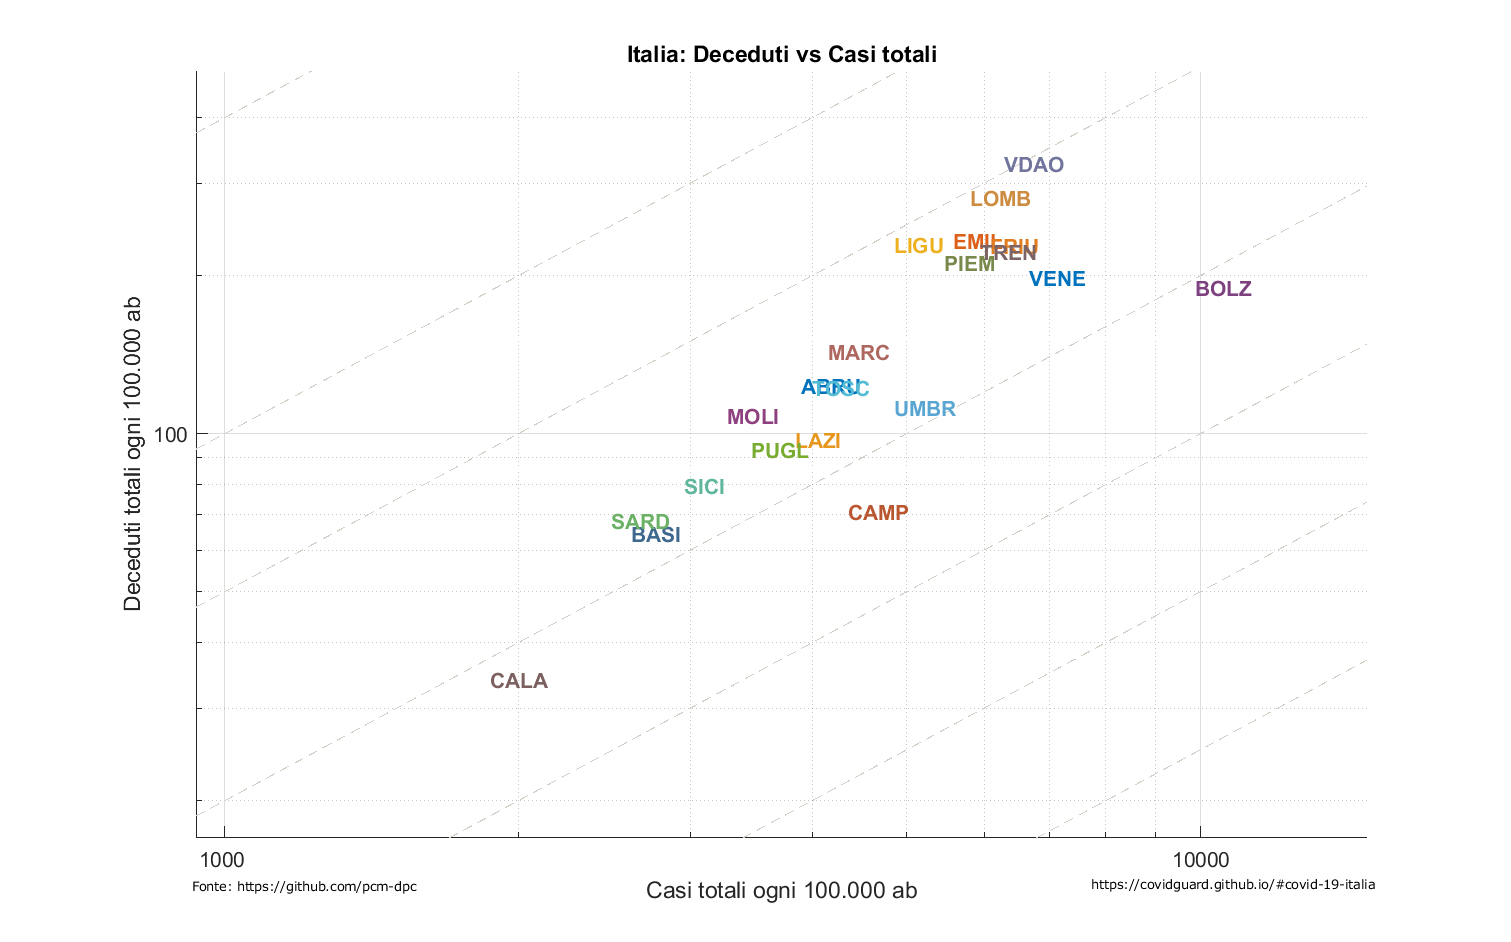 Italia: Deceduti vs Casi totali
Deceduti totali ogni 100.000 ab
100
VDAO
LOMB
LIGU
EMIL
FRIU
TREN
PIEM
VENE
BOLZ
MARC
ABRU
TOSC
UMBR
MOLI
LAZI
PUGL
SICI
CAMP
SARD
BASI
CALA
1000
10000
Casi totali ogni 100.000 ab
Fonte: https://github.com/pcm-dpc
https://covidguard.github.io/#covid-19-italia